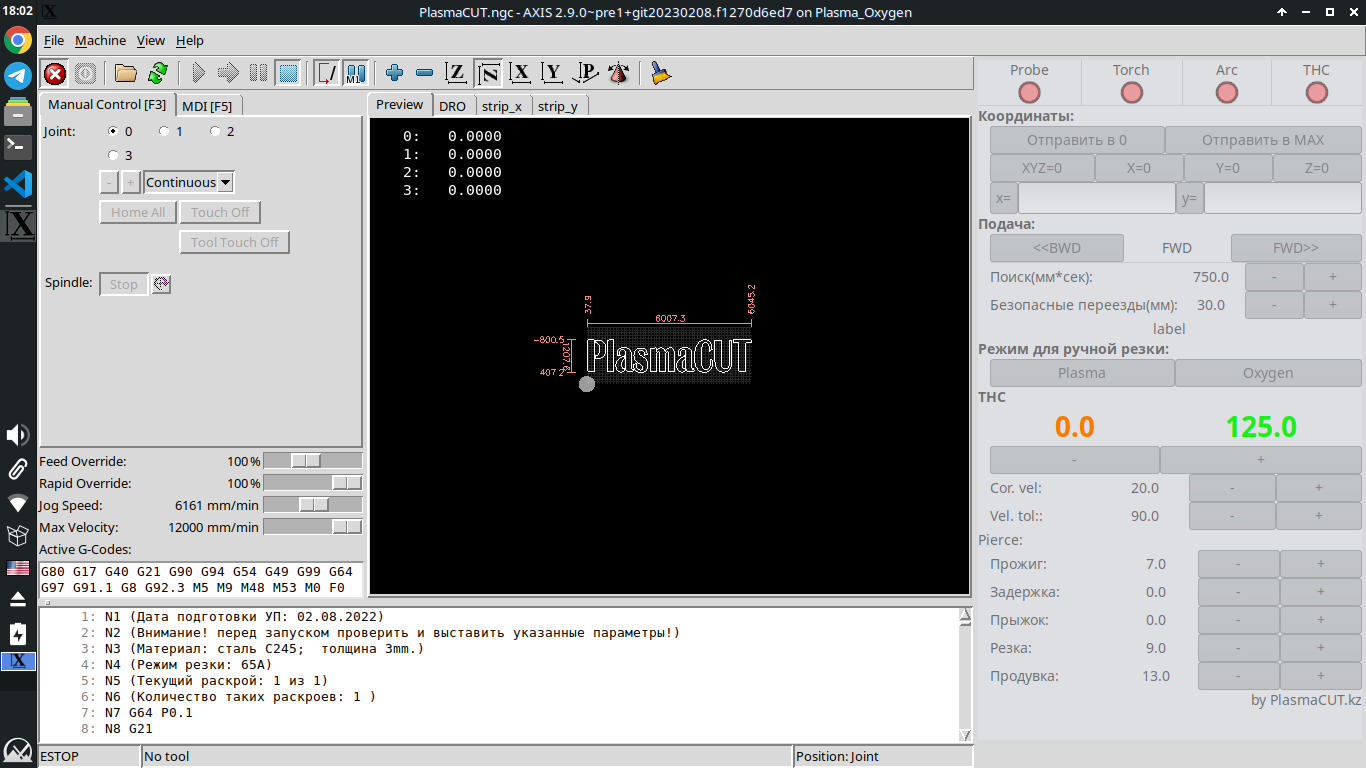 18:02
PlasmaCUT.ngc - AXIS 2.9.0~pre1+git20230208.f1270d6ed7 on Plasma_Oxygen
File Machine View Help
Z N X Y P
Manual Control [F3] MDI [F5]
Joint: 0 1 2
3
- + Continuous
Home All Touch Off
Tool Touch Off
Spindle: Stop
Feed Override: 100 %
Rapid Override: 100 %
Jog Speed: 6161 mm/min
Max Velocity: 12000 mm/min
Active G-Codes:
G80 G17 G40 G21 G90 G94 G54 G49 G99 G64
G97 G91.1 G8 G92.3 M5 M9 M48 M53 M0 F0
Preview DRO strip_x strip_y
0: 0.0000
1: 0.0000
2: 0.0000
3: 0.0000
37.9
6045.2
6007.3
-800.5
407.2
PlasmaCUT
1: N1 (Дата подготовки УП: 02.08.2022)
2: N2 (Внимание! перед запуском проверить и выставить указанные параметры!)
3: N3 (Материал: сталь С245; толщина 3mm.)
4: N4 (Режим резки: 65А)
5: N5 (Текущий раскрой: 1 из 1)
6: N6 (Количество таких раскроев: 1 )
7: N7 G64 P0.1
8: N8 G21
ESTOP No tool Position: Joint
Probe Torch Arc THC
Координаты:
Отправить в 0 Отправить в MAX
XYZ=0 X=0 Y=0 Z=0
x= y=
Подача:
<<BWD FWD FWD>>
Поиск(мм*сек): 750.0 - +
Безопасные переезды(мм): 30.0 - +
label
Режим для ручной резки:
Plasma Oxygen
THC
0.0 125.0
- +
Cor. vel: 20.0 - +
Vel. tol:: 90.0 - +
Pierce:
Прожиг: 7.0 - +
Задержка: 0.0 - +
Прыжок: 0.0 - +
Резка: 9.0 - +
Продувка: 13.0 - +
by PlasmaCUT.kz